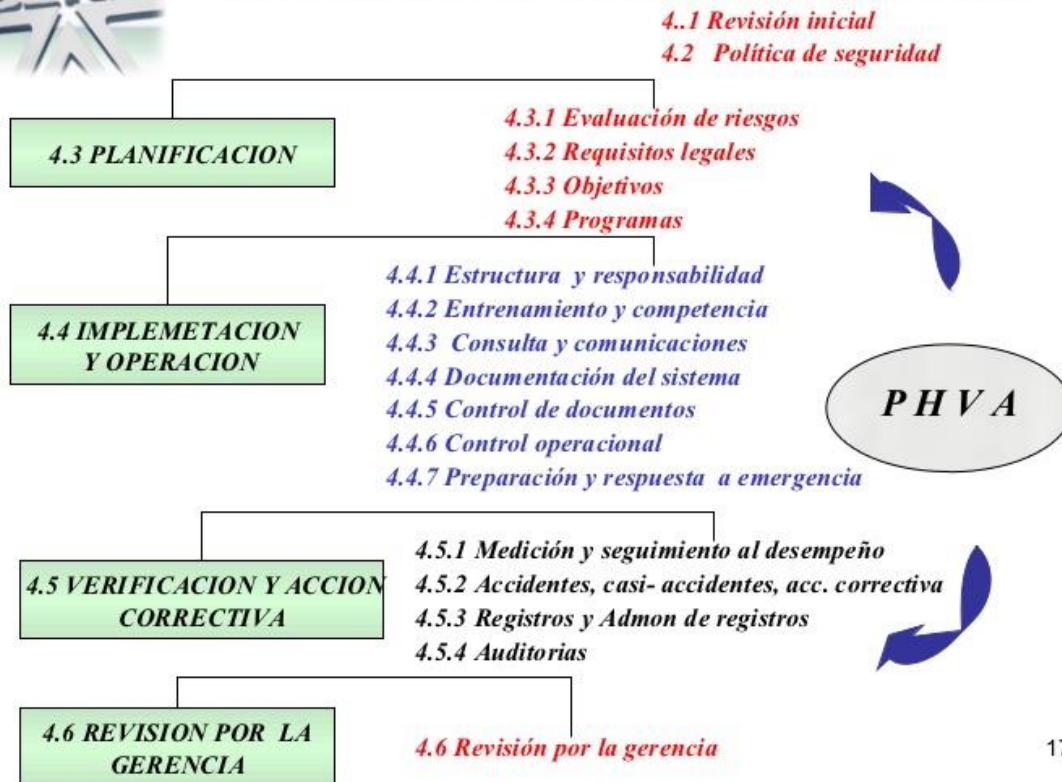 4..1 Revisión inicial
4.2 Política de seguridad
4.3 PLANIFICACION
4.3.1 Evaluación de riesgos
4.3.2 Requisitos legales
4.3.3 Objetivos
4.3.4 Programas
4.4 IMPLEMETACION
Y OPERACION
4.4.1 Estructura y responsabilidad
4.4.2 Entrenamiento y competencia
4.4.3 Consulta y comunicaciones
4.4.4 Documentación del sistema
4.4.5 Control de documentos
4.4.6 Control operacional
4.4.7 Preparación y respuesta a emergencia
P H V A
4.5 VERIFICACION Y ACCION
CORRECTIVA
4.5.1 Medición y seguimiento al desempeño
4.5.2 Accidentes, casi- accidentes, acc. correctiva
4.5.3 Registros y Admon de registros
4.5.4 Auditorias
4.6 REVISION POR LA
GERENCIA
4.6 Revisión por la gerencia
17